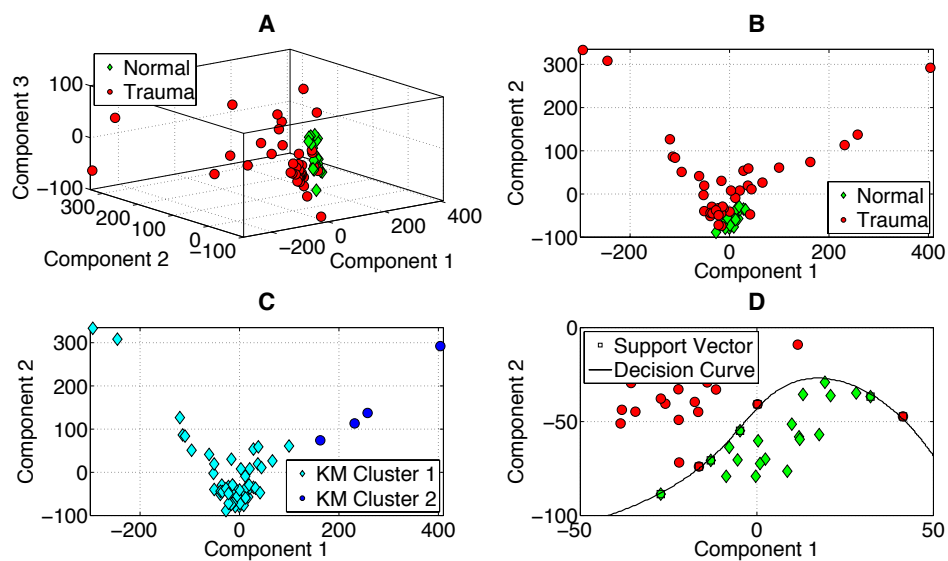 A
Component 3
100
0
−100
Normal
Trauma
300
200
100
0
−100
Component 2
−200
0
200
400
Component 1
B
Component 2
300
200
100
0
−100
Normal
Trauma
−200
0
200
400
Component 1
C
Component 2
300
200
100
0
−100
KM Cluster 1
KM Cluster 2
−200
0
200
400
Component 1
D
Component 2
0
−50
−100
Support Vector
Decision Curve
−50
0
50
Component 1